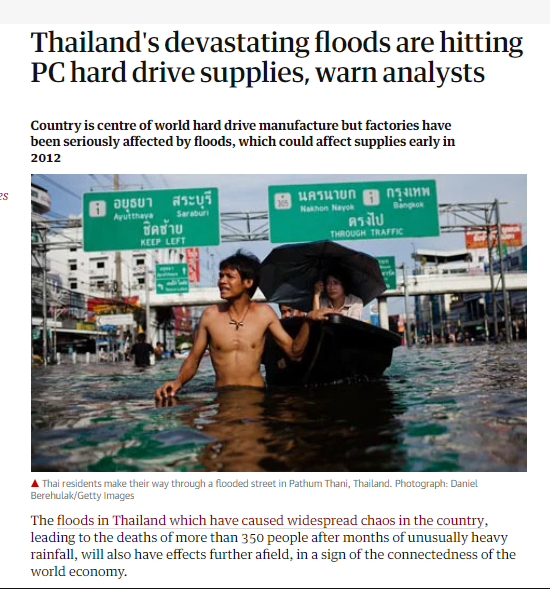 Thailand's devastating floods are hitting
PC hard drive supplies, warn analysts
Country is centre of world hard drive manufacture but factories have
been seriously affected by floods, which could affect supplies early in
2012
es
1 อยุธยา สระบุรี
Ayutthaya Saraburi
ชิดซ้าย
KEEP LEFT
305 นครนายก 1 กรุงเทพ
Nakhon Nayok Bangkok
ตรงไป
THROUGH TRAFFIC
Thai residents make their way through a flooded street in Pathum Thani, Thailand. Photograph: Daniel
Berehulak/Getty Images
The floods in Thailand which have caused widespread chaos in the country,
leading to the deaths of more than 350 people after months of unusually heavy
rainfall, will also have effects further afield, in a sign of the connectedness of the
world economy.